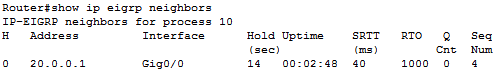 Router#show ip eigrp neighbors
IP-EIGRP neighbors for process 10
H Address Interface Hold Uptime SRTT RTO Q Seq
(sec) (ms) Cnt Num
0 20.0.0.1 Gig0/0 14 00:02:48 40 1000 0 4